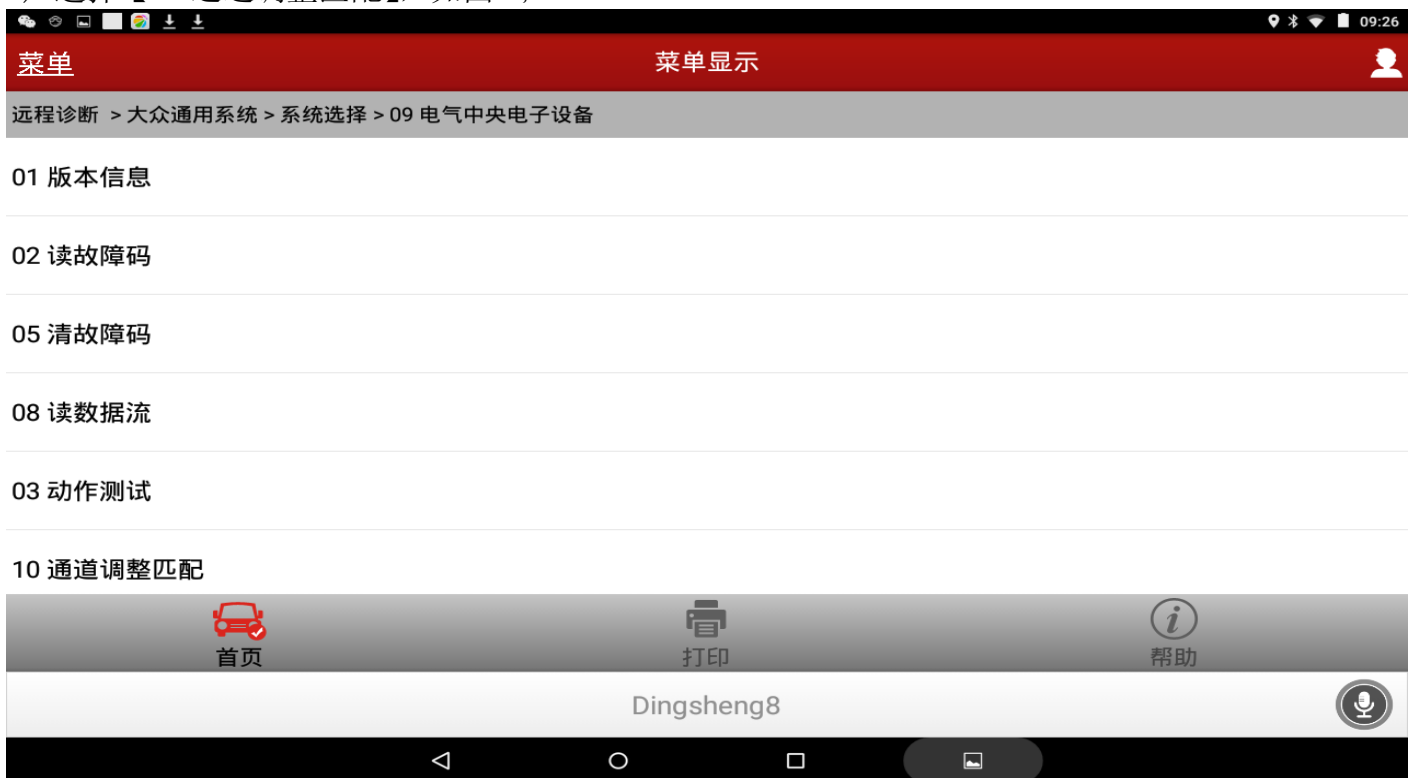 09:26
菜单
菜单显示
远程诊断 > 大众通用系统 > 系统选择 > 09 电气中央电子设备
01 版本信息
02 读故障码
05 清故障码
08 读数据流
03 动作测试
10 通道调整匹配
首页
打印
帮助
Dingsheng8